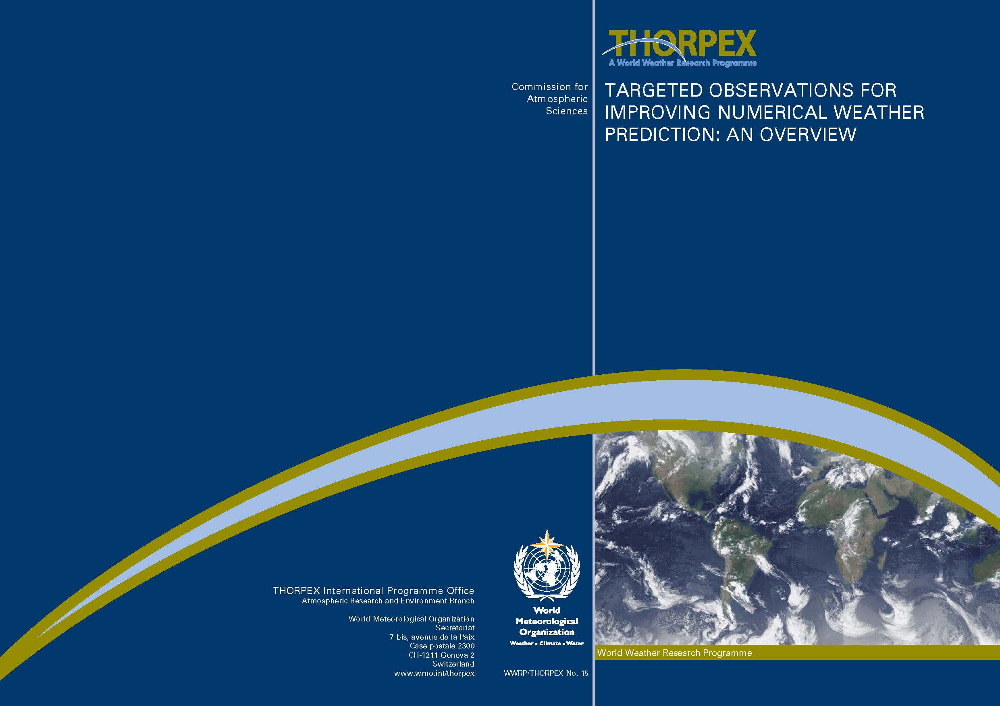 THORPEX
A World Weather Research Programme
Commission for
Atmospheric
Sciences
TARGETED OBSERVATIONS FOR
IMPROVING NUMERICAL WEATHER
PREDICTION: AN OVERVIEW
THORPEX International Programme Office
Atmospheric Research and Environment Branch
World Meteorological Organization
Secretariat
7 bis, avenue de la Paix
Case postale 2300
CH-1211 Geneva 2
Switzerland
www.wmo.int/thorpex
World
Meteorological
Organization
Weather • Climate • Water
WWRP/THORPEX No. 15
World Weather Research Programme